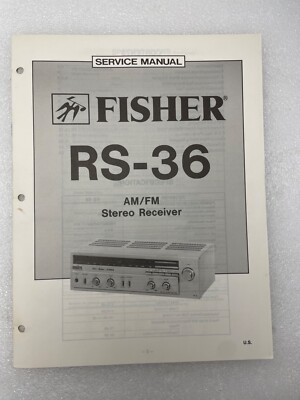 SERVICE MANUAL
FISHER®
RS-36
AM/FM
Stereo Receiver
U.S.